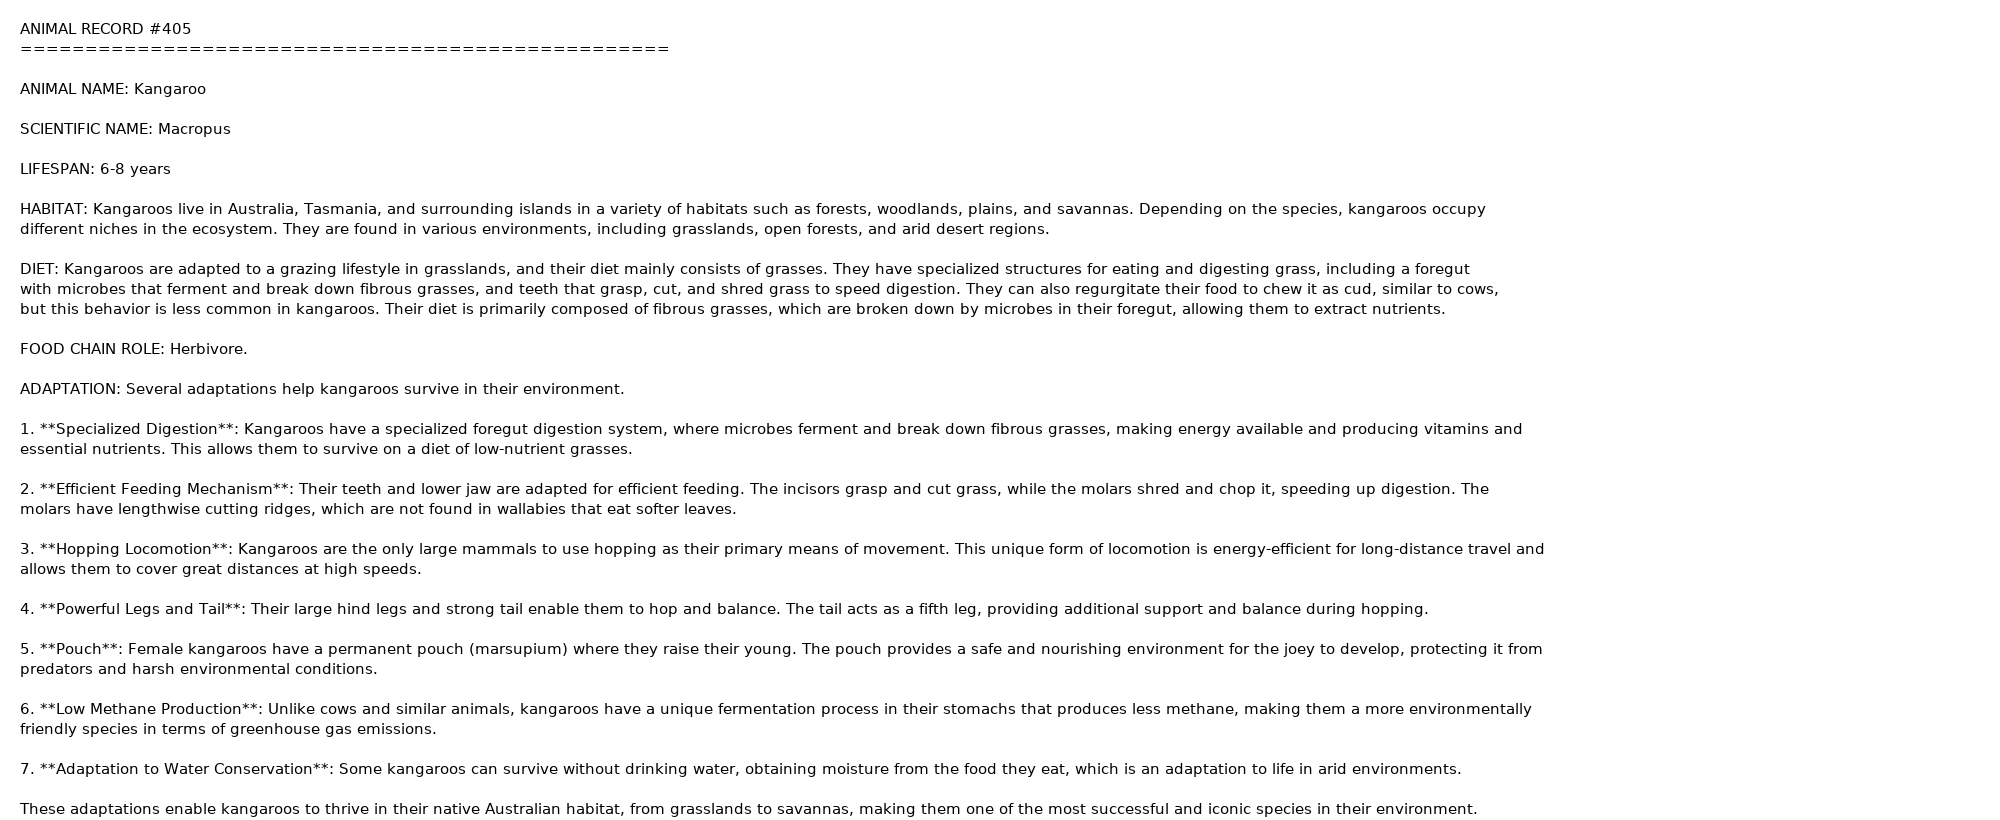 ANIMAL RECORD #405
==================================================
ANIMAL NAME: Kangaroo
SCIENTIFIC NAME: Macropus
LIFESPAN: 6-8 years
HABITAT: Kangaroos live in Australia, Tasmania, and surrounding islands in a variety of habitats such as forests, woodlands, plains, and savannas. Depending on the species, kangaroos occupy
different niches in the ecosystem. They are found in various environments, including grasslands, open forests, and arid desert regions.
DIET: Kangaroos are adapted to a grazing lifestyle in grasslands, and their diet mainly consists of grasses. They have specialized structures for eating and digesting grass, including a foregut
with microbes that ferment and break down fibrous grasses, and teeth that grasp, cut, and shred grass to speed digestion. They can also regurgitate their food to chew it as cud, similar to cows,
but this behavior is less common in kangaroos. Their diet is primarily composed of fibrous grasses, which are broken down by microbes in their foregut, allowing them to extract nutrients.
FOOD CHAIN ROLE: Herbivore.
ADAPTATION: Several adaptations help kangaroos survive in their environment.
1. **Specialized Digestion**: Kangaroos have a specialized foregut digestion system, where microbes ferment and break down fibrous grasses, making energy available and producing vitamins and
essential nutrients. This allows them to survive on a diet of low-nutrient grasses.
2. **Efficient Feeding Mechanism**: Their teeth and lower jaw are adapted for efficient feeding. The incisors grasp and cut grass, while the molars shred and chop it, speeding up digestion. The
molars have lengthwise cutting ridges, which are not found in wallabies that eat softer leaves.
3. **Hopping Locomotion**: Kangaroos are the only large mammals to use hopping as their primary means of movement. This unique form of locomotion is energy-efficient for long-distance travel and
allows them to cover great distances at high speeds.
4. **Powerful Legs and Tail**: Their large hind legs and strong tail enable them to hop and balance. The tail acts as a fifth leg, providing additional support and balance during hopping.
5. **Pouch**: Female kangaroos have a permanent pouch (marsupium) where they raise their young. The pouch provides a safe and nourishing environment for the joey to develop, protecting it from
predators and harsh environmental conditions.
6. **Low Methane Production**: Unlike cows and similar animals, kangaroos have a unique fermentation process in their stomachs that produces less methane, making them a more environmentally
friendly species in terms of greenhouse gas emissions.
7. **Adaptation to Water Conservation**: Some kangaroos can survive without drinking water, obtaining moisture from the food they eat, which is an adaptation to life in arid environments.
These adaptations enable kangaroos to thrive in their native Australian habitat, from grasslands to savannas, making them one of the most successful and iconic species in their environment.